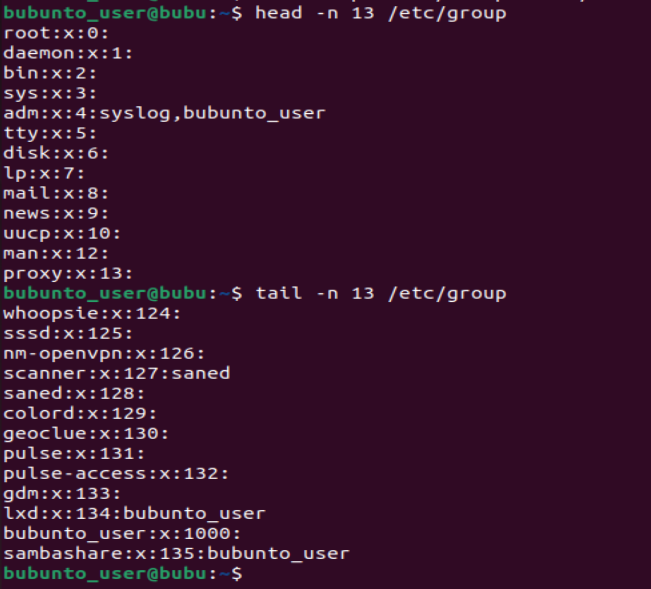 bubunto_user@bubu:~$ head -n 13 /etc/group
root:x:0:
daemon:x:1:
bin:x:2:
sys:x:3:
adm:x:4:syslog,bubunto_user
tty:x:5:
disk:x:6:
lp:x:7:
mail:x:8:
news:x:9:
uucp:x:10:
man:x:12:
proxy:x:13:
bubunto_user@bubu:~$ tail -n 13 /etc/group
whoopsie:x:124:
sssd:x:125:
nm-openvpn:x:126:
scanner:x:127:saned
saned:x:128:
colord:x:129:
geoclue:x:130:
pulse:x:131:
pulse-access:x:132:
gdm:x:133:
lxd:x:134:bubunto_user
bubunto_user:x:1000:
sambashare:x:135:bubunto_user
bubunto_user@bubu:~$